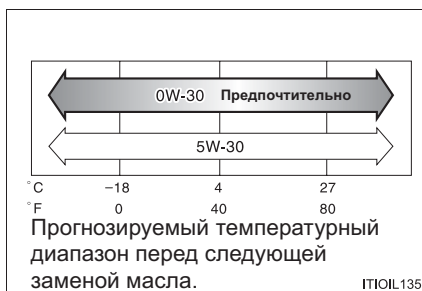 0W-30 Предпочтительно
5W-30
°C −18 4 27
°F 0 40 80
Прогнозируемый температурный
диапазон перед следующей
заменой масла.
ITIOIL135